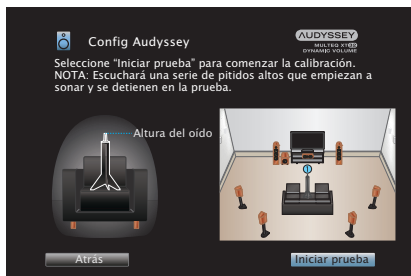 Config Audyssey
AUDYSSEY
MULTEQ XT32
DYNAMIC VOLUME
Seleccione “Iniciar prueba” para comenzar la calibración.
NOTA: Escuchará una serie de pitidos altos que empiezan a
sonar y se detienen en la prueba.
Altura del oído
Atrás
Iniciar prueba